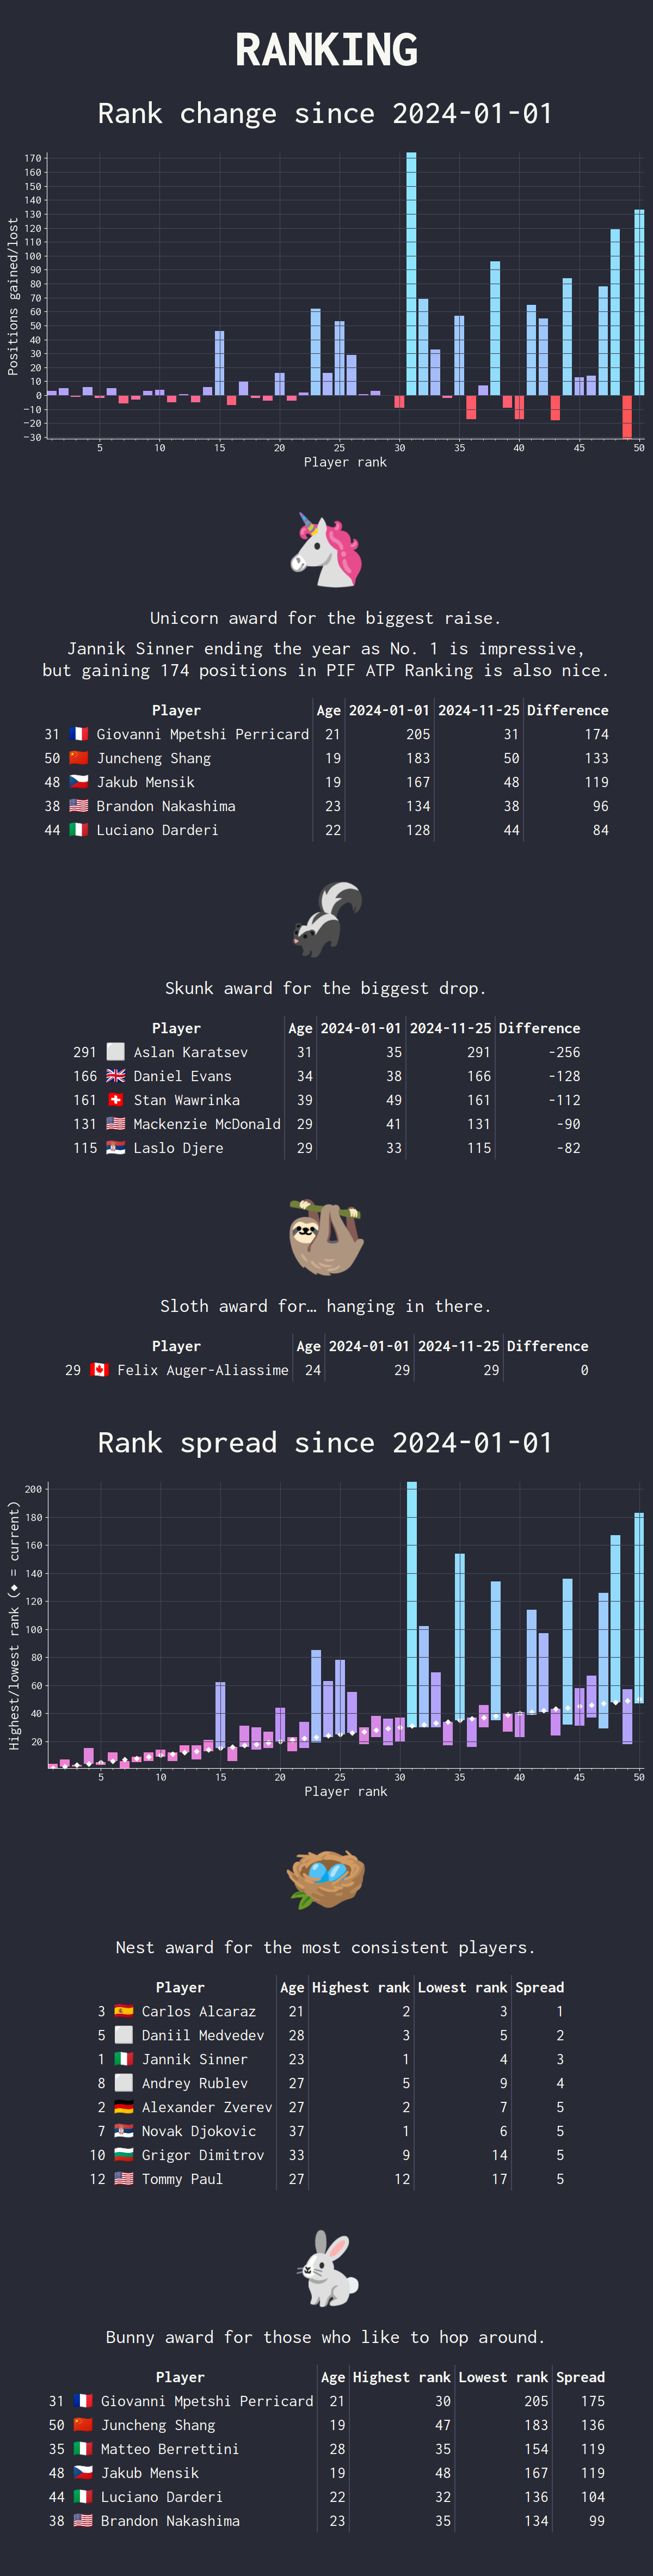 RANKING
Rank change since 2024-01-01
Positions gained/lost
170
160
150
140
130
120
110
100
90
80
70
60
50
40
30
20
10
0
−10
−20
−30
5 10 15 20 25 30 35 40 45 50
Player rank
Unicorn award for the biggest raise.
Jannik Sinner ending the year as No. 1 is impressive,
but gaining 174 positions in PIF ATP Ranking is also nice.
Player Age 2024-01-01 2024-11-25 Difference
31 Giovanni Mpetshi Perricard 21 205 31 174
50 Juncheng Shang 19 183 50 133
48 Jakub Mensik 19 167 48 119
38 Brandon Nakashima 23 134 38 96
44 Luciano Darderi 22 128 44 84
Skunk award for the biggest drop.
Player Age 2024-01-01 2024-11-25 Difference
291 Aslan Karatsev 31 35 291 -256
166 Daniel Evans 34 38 166 -128
161 Stan Wawrinka 39 49 161 -112
131 Mackenzie McDonald 29 41 131 -90
115 Laslo Djere 29 33 115 -82
Sloth award for… hanging in there.
Player Age 2024-01-01 2024-11-25 Difference
29 Felix Auger-Aliassime 24 29 29 0
Rank spread since 2024-01-01
Highest/lowest rank (◆ = current)
200
180
160
140
120
100
80
60
40
20
5 10 15 20 25 30 35 40 45 50
Player rank
Nest award for the most consistent players.
Player Age Highest rank Lowest rank Spread
3 Carlos Alcaraz 21 2 3 1
5 Daniil Medvedev 28 3 5 2
1 Jannik Sinner 23 1 4 3
8 Andrey Rublev 27 5 9 4
2 Alexander Zverev 27 2 7 5
7 Novak Djokovic 37 1 6 5
10 Grigor Dimitrov 33 9 14 5
12 Tommy Paul 27 12 17 5
Bunny award for those who like to hop around.
Player Age Highest rank Lowest rank Spread
31 Giovanni Mpetshi Perricard 21 30 205 175
50 Juncheng Shang 19 47 183 136
35 Matteo Berrettini 28 35 154 119
48 Jakub Mensik 19 48 167 119
44 Luciano Darderi 22 32 136 104
38 Brandon Nakashima 23 35 134 99